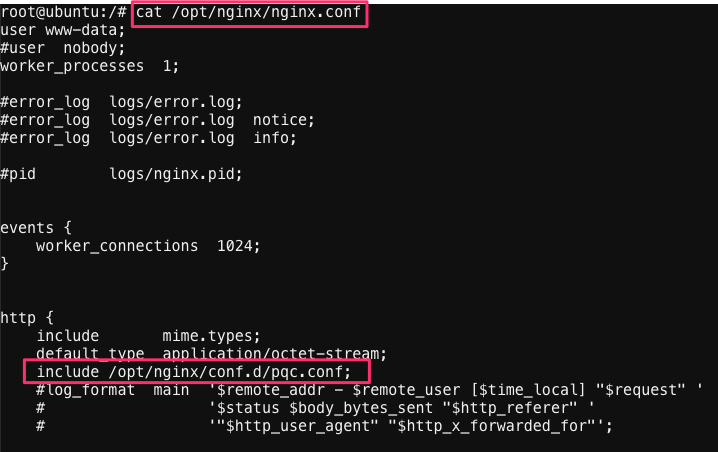 root@ubuntu:/# cat /opt/nginx/nginx.conf
user www-data;
#user  nobody;
worker_processes  1;

#error_log  logs/error.log;
#error_log  logs/error.log  notice;
#error_log  logs/error.log  info;

#pid        logs/nginx.pid;


events {
    worker_connections  1024;
}


http {
    include       mime.types;
    default_type  application/octet-stream;
    include /opt/nginx/conf.d/pqc.conf;
    #log_format  main  '$remote_addr - $remote_user [$time_local] "$request" '
    #                  '$status $body_bytes_sent "$http_referer" '
    #                  '"$http_user_agent" "$http_x_forwarded_for"';